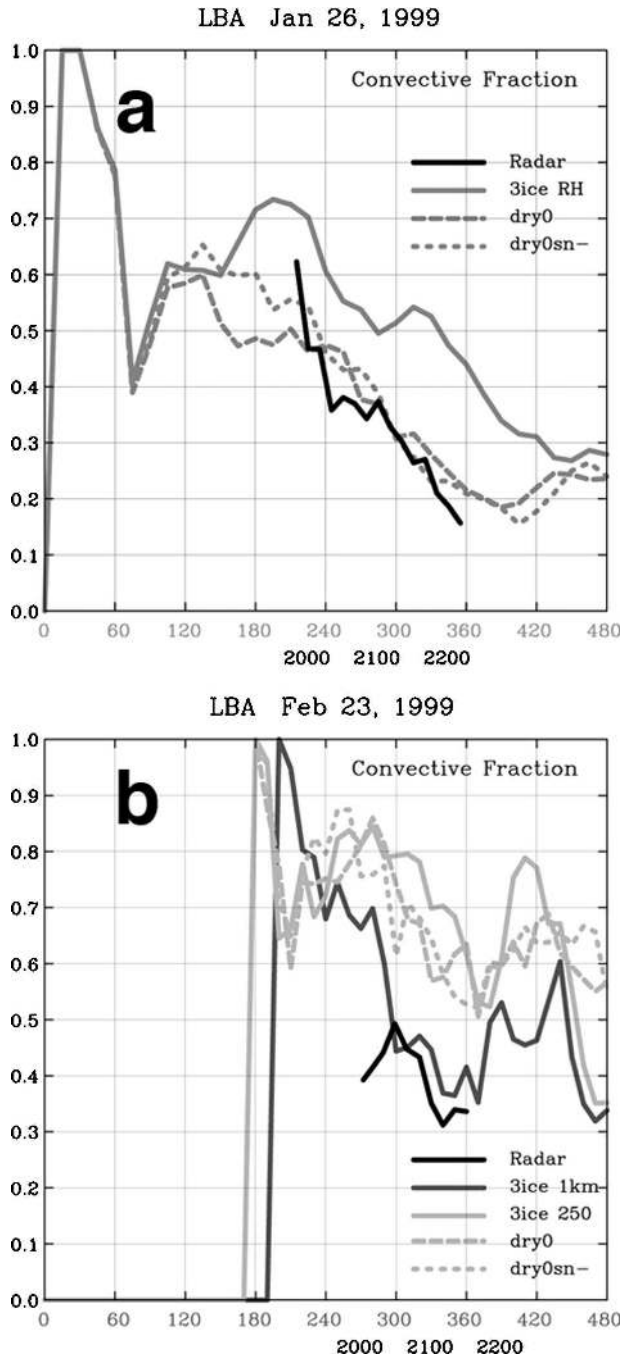 LBA Jan 26, 1999
1.0
Convective Fraction
a
0.9
0.8
Radar
3ice RH
0.7
dry0
dry0sn-
0.6
0.5
0.4
0.3
0.2
0.1
0.0
0 60 120 180 240 300 360 420 480
2000 2100 2200
LBA Feb 23, 1999
1.0
Convective Fraction
b
0.9
0.8
0.7
0.6
0.5
0.4
0.3
Radar
0.2
3ice 1km
3ice 250
0.1
dry0
dry0sn-
0.0
0 60 120 180 240 300 360 420 480
2000 2100 2200